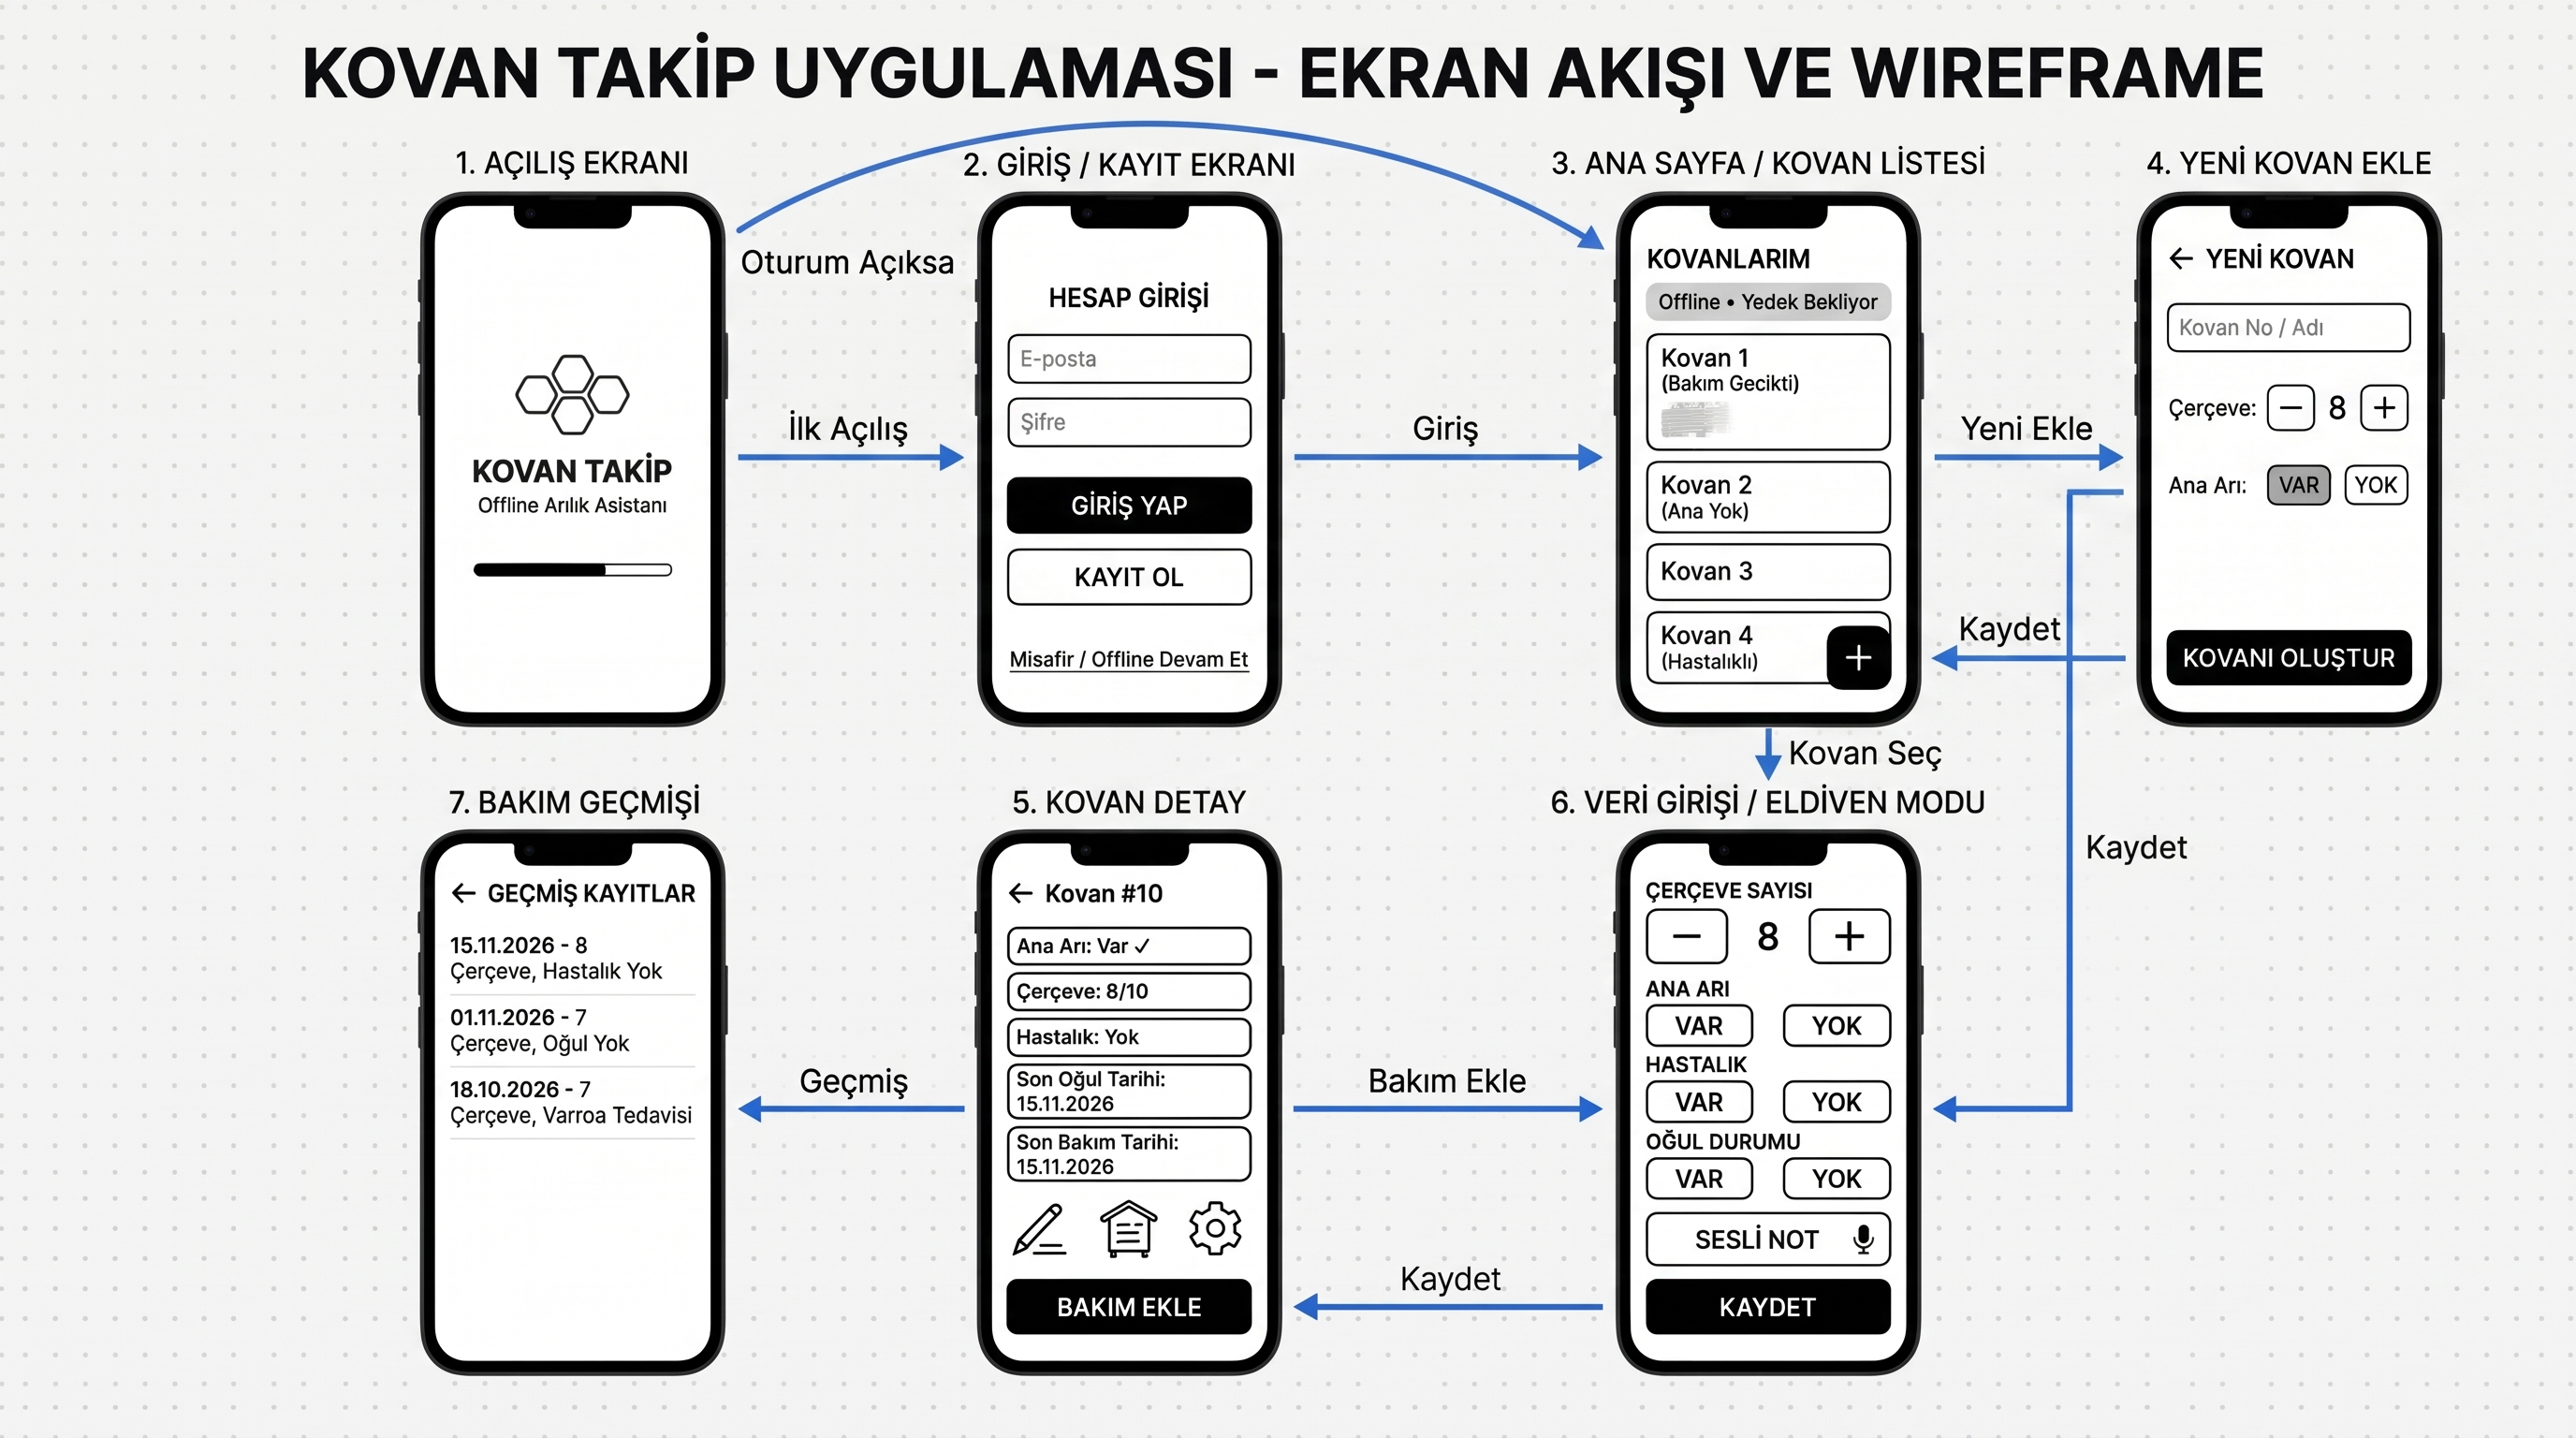 KOVAN TAKİP UYGULAMASI - EKRAN AKIŞI VE WIREFRAME
1. AÇILIŞ EKRANI
KOVAN TAKİP
Offline Arılık Asistanı
Oturum Açıksa
İlk Açılış
2. GİRİŞ / KAYIT EKRANI
HESAP GİRİŞİ
E-posta
Şifre
GİRİŞ YAP
KAYIT OL
Misafir / Offline Devam Et
Giriş
3. ANA SAYFA / KOVAN LİSTESİ
KOVANLARIM
Offline • Yedek Bekliyor
Kovan 1
(Bakım Gecikti)
Kovan 2
(Ana Yok)
Kovan 3
Kovan 4
(Hastalıklı)
+
Yeni Ekle
Kaydet
Kovan Seç
4. YENİ KOVAN EKLE
← YENİ KOVAN
Kovan No / Adı
Çerçeve: − 8 +
Ana Arı: VAR YOK
KOVANI OLUŞTUR
Kaydet
7. BAKIM GEÇMİŞİ
← GEÇMİŞ KAYITLAR
15.11.2026 - 8
Çerçeve, Hastalık Yok
01.11.2026 - 7
Çerçeve, Oğul Yok
18.10.2026 - 7
Çerçeve, Varroa Tedavisi
Geçmiş
5. KOVAN DETAY
← Kovan #10
Ana Arı: Var ✓
Çerçeve: 8/10
Hastalık: Yok
Son Oğul Tarihi:
15.11.2026
Son Bakım Tarihi:
15.11.2026
BAKIM EKLE
Bakım Ekle
Kaydet
6. VERİ GİRİŞİ / ELDİVEN MODU
ÇERÇEVE SAYISI
− 8 +
ANA ARI
VAR YOK
HASTALIK
VAR YOK
OĞUL DURUMU
VAR YOK
SESLİ NOT
KAYDET